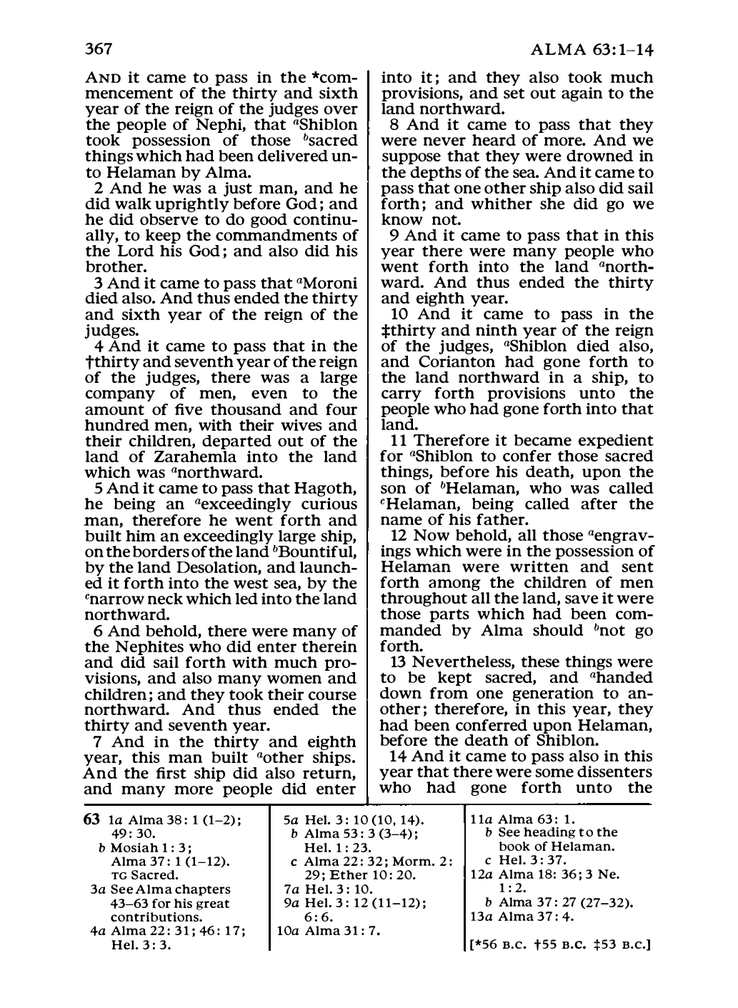 367
ALMA 63:1–14
AND it came to pass in the *com-
mencement of the thirty and sixth
year of the reign of the judges over
the people of Nephi, that aShiblon
took possession of those bsacred
things which had been delivered un-
to Helaman by Alma.
2 And he was a just man, and he
did walk uprightly before God; and
he did observe to do good continu-
ally, to keep the commandments of
the Lord his God; and also did his
brother.
3 And it came to pass that aMoroni
died also. And thus ended the thirty
and sixth year of the reign of the
judges.
4 And it came to pass that in the
†thirty and seventh year of the reign
of the judges, there was a large
company of men, even to the
amount of five thousand and four
hundred men, with their wives and
their children, departed out of the
land of Zarahemla into the land
which was anorthward.
5 And it came to pass that Hagoth,
he being an aexceedingly curious
man, therefore he went forth and
built him an exceedingly large ship,
on the borders of the land bBountiful,
by the land Desolation, and launch-
ed it forth into the west sea, by the
cnarrow neck which led into the land
northward.
6 And behold, there were many of
the Nephites who did enter therein
and did sail forth with much pro-
visions, and also many women and
children; and they took their course
northward. And thus ended the
thirty and seventh year.
7 And in the thirty and eighth
year, this man built aother ships.
And the first ship did also return,
and many more people did enter
into it; and they also took much
provisions, and set out again to the
land northward.
8 And it came to pass that they
were never heard of more. And we
suppose that they were drowned in
the depths of the sea. And it came to
pass that one other ship also did sail
forth; and whither she did go we
know not.
9 And it came to pass that in this
year there were many people who
went forth into the land anorth-
ward. And thus ended the thirty
and eighth year.
10 And it came to pass in the
‡thirty and ninth year of the reign
of the judges, aShiblon died also,
and Corianton had gone forth to
the land northward in a ship, to
carry forth provisions unto the
people who had gone forth into that
land.
11 Therefore it became expedient
for aShiblon to confer those sacred
things, before his death, upon the
son of bHelaman, who was called
cHelaman, being called after the
name of his father.
12 Now behold, all those aengrav-
ings which were in the possession of
Helaman were written and sent
forth among the children of men
throughout all the land, save it were
those parts which had been com-
manded by Alma should bnot go
forth.
13 Nevertheless, these things were
to be kept sacred, and ahanded
down from one generation to an-
other; therefore, in this year, they
had been conferred upon Helaman,
before the death of Shiblon.
14 And it came to pass also in this
year that there were some dissenters
who had gone forth unto the
63 1a Alma 38: 1 (1–2);
49: 30.
b Mosiah 1: 3;
Alma 37: 1 (1–12).
TG Sacred.
3a See Alma chapters
43–63 for his great
contributions.
4a Alma 22: 31; 46: 17;
Hel. 3: 3.
5a Hel. 3: 10 (10, 14).
b Alma 53: 3 (3–4);
Hel. 1: 23.
c Alma 22: 32; Morm. 2:
29; Ether 10: 20.
7a Hel. 3: 10.
9a Hel. 3: 12 (11–12);
6: 6.
10a Alma 31: 7.
11a Alma 63: 1.
b See heading to the
book of Helaman.
c Hel. 3: 37.
12a Alma 18: 36; 3 Ne.
1: 2.
b Alma 37: 27 (27–32).
13a Alma 37: 4.
[*56 B.C. †55 B.C. ‡53 B.C.]